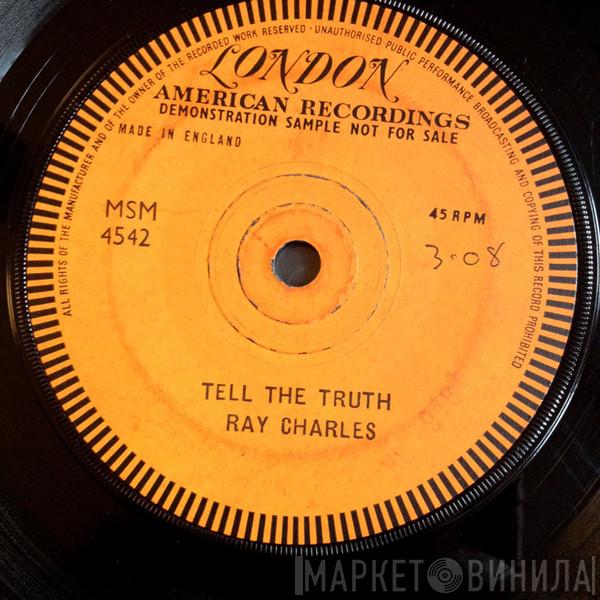 ALL RIGHTS OF THE MANUFACTURER AND OF THE OWNER OF THE RECORDED WORK RESERVED · UNAUTHORISED PUBLIC PERFORMANCE BROADCASTING AND COPYING OF THIS RECORD PROHIBITED
LONDON
AMERICAN RECORDINGS
DEMONSTRATION SAMPLE NOT FOR SALE
MADE IN ENGLAND
MSM
4542
45 RPM
3.08
TELL THE TRUTH
RAY CHARLES
МАРКЕТ ВИНИЛА